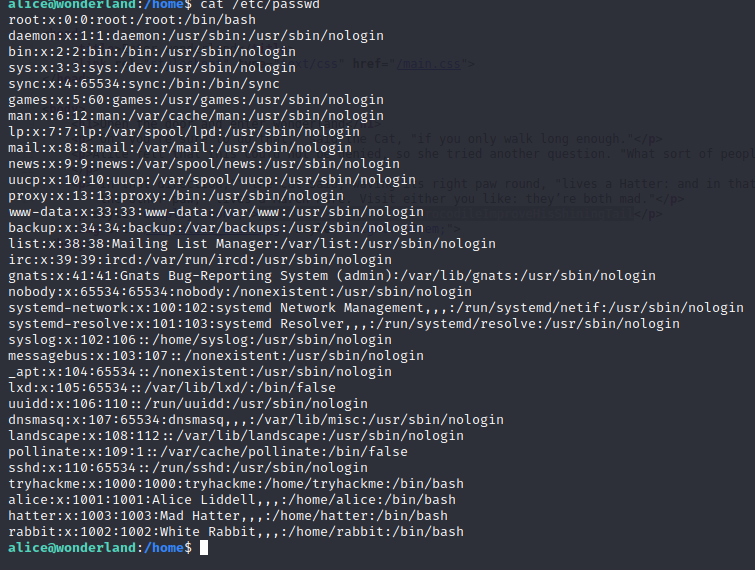 alice@wonderland:/home$ cat /etc/passwd
root:x:0:0:root:/root:/bin/bash
daemon:x:1:1:daemon:/usr/sbin:/usr/sbin/nologin
bin:x:2:2:bin:/bin:/usr/sbin/nologin
sys:x:3:3:sys:/dev:/usr/sbin/nologin
sync:x:4:65534:sync:/bin:/bin/sync
games:x:5:60:games:/usr/games:/usr/sbin/nologin
man:x:6:12:man:/var/cache/man:/usr/sbin/nologin
lp:x:7:7:lp:/var/spool/lpd:/usr/sbin/nologin
mail:x:8:8:mail:/var/mail:/usr/sbin/nologin
news:x:9:9:news:/var/spool/news:/usr/sbin/nologin
uucp:x:10:10:uucp:/var/spool/uucp:/usr/sbin/nologin
proxy:x:13:13:proxy:/bin:/usr/sbin/nologin
www-data:x:33:33:www-data:/var/www:/usr/sbin/nologin
backup:x:34:34:backup:/var/backups:/usr/sbin/nologin
list:x:38:38:Mailing List Manager:/var/list:/usr/sbin/nologin
irc:x:39:39:ircd:/var/run/ircd:/usr/sbin/nologin
gnats:x:41:41:Gnats Bug-Reporting System (admin):/var/lib/gnats:/usr/sbin/nologin
nobody:x:65534:65534:nobody:/nonexistent:/usr/sbin/nologin
systemd-network:x:100:102:systemd Network Management,,,:/run/systemd/netif:/usr/sbin/nologin
systemd-resolve:x:101:103:systemd Resolver,,,:/run/systemd/resolve:/usr/sbin/nologin
syslog:x:102:106::/home/syslog:/usr/sbin/nologin
messagebus:x:103:107::/nonexistent:/usr/sbin/nologin
_apt:x:104:65534::/nonexistent:/usr/sbin/nologin
lxd:x:105:65534::/var/lib/lxd/:/bin/false
uuidd:x:106:110::/run/uuidd:/usr/sbin/nologin
dnsmasq:x:107:65534:dnsmasq,,,:/var/lib/misc:/usr/sbin/nologin
landscape:x:108:112::/var/lib/landscape:/usr/sbin/nologin
pollinate:x:109:1::/var/cache/pollinate:/bin/false
sshd:x:110:65534::/run/sshd:/usr/sbin/nologin
tryhackme:x:1000:1000:tryhackme:/home/tryhackme:/bin/bash
alice:x:1001:1001:Alice Liddell,,,:/home/alice:/bin/bash
hatter:x:1003:1003:Mad Hatter,,,:/home/hatter:/bin/bash
rabbit:x:1002:1002:White Rabbit,,,:/home/rabbit:/bin/bash
alice@wonderland:/home$